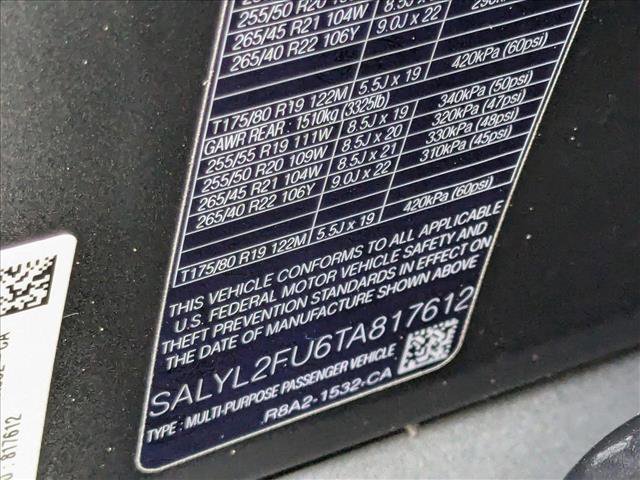 255/50 R20
265/45 R21 104W 8.5J x 21
265/40 R22 106Y 9.0J x 22
T175/80 R19 122M 5.5J x 19 420kPa (60psi)
GAWR REAR : 1510kg (3325lb)
255/55 R19 111W 8.5J x 19 340kPa (50psi)
255/50 R20 109W 8.5J x 20 320kPa (47psi)
265/45 R21 104W 8.5J x 21 330kPa (48psi)
265/40 R22 106Y 9.0J x 22 310kPa (45psi)
T175/80 R19 122M 5.5J x 19 420kPa (60psi)
THIS VEHICLE CONFORMS TO ALL APPLICABLE
U.S. FEDERAL MOTOR VEHICLE SAFETY AND
THEFT PREVENTION STANDARDS IN EFFECT ON
THE DATE OF MANUFACTURE SHOWN ABOVE
SALYL2FU6TA817612
TYPE : MULTI-PURPOSE PASSENGER VEHICLE
R8A2-1532-CA
: 817612